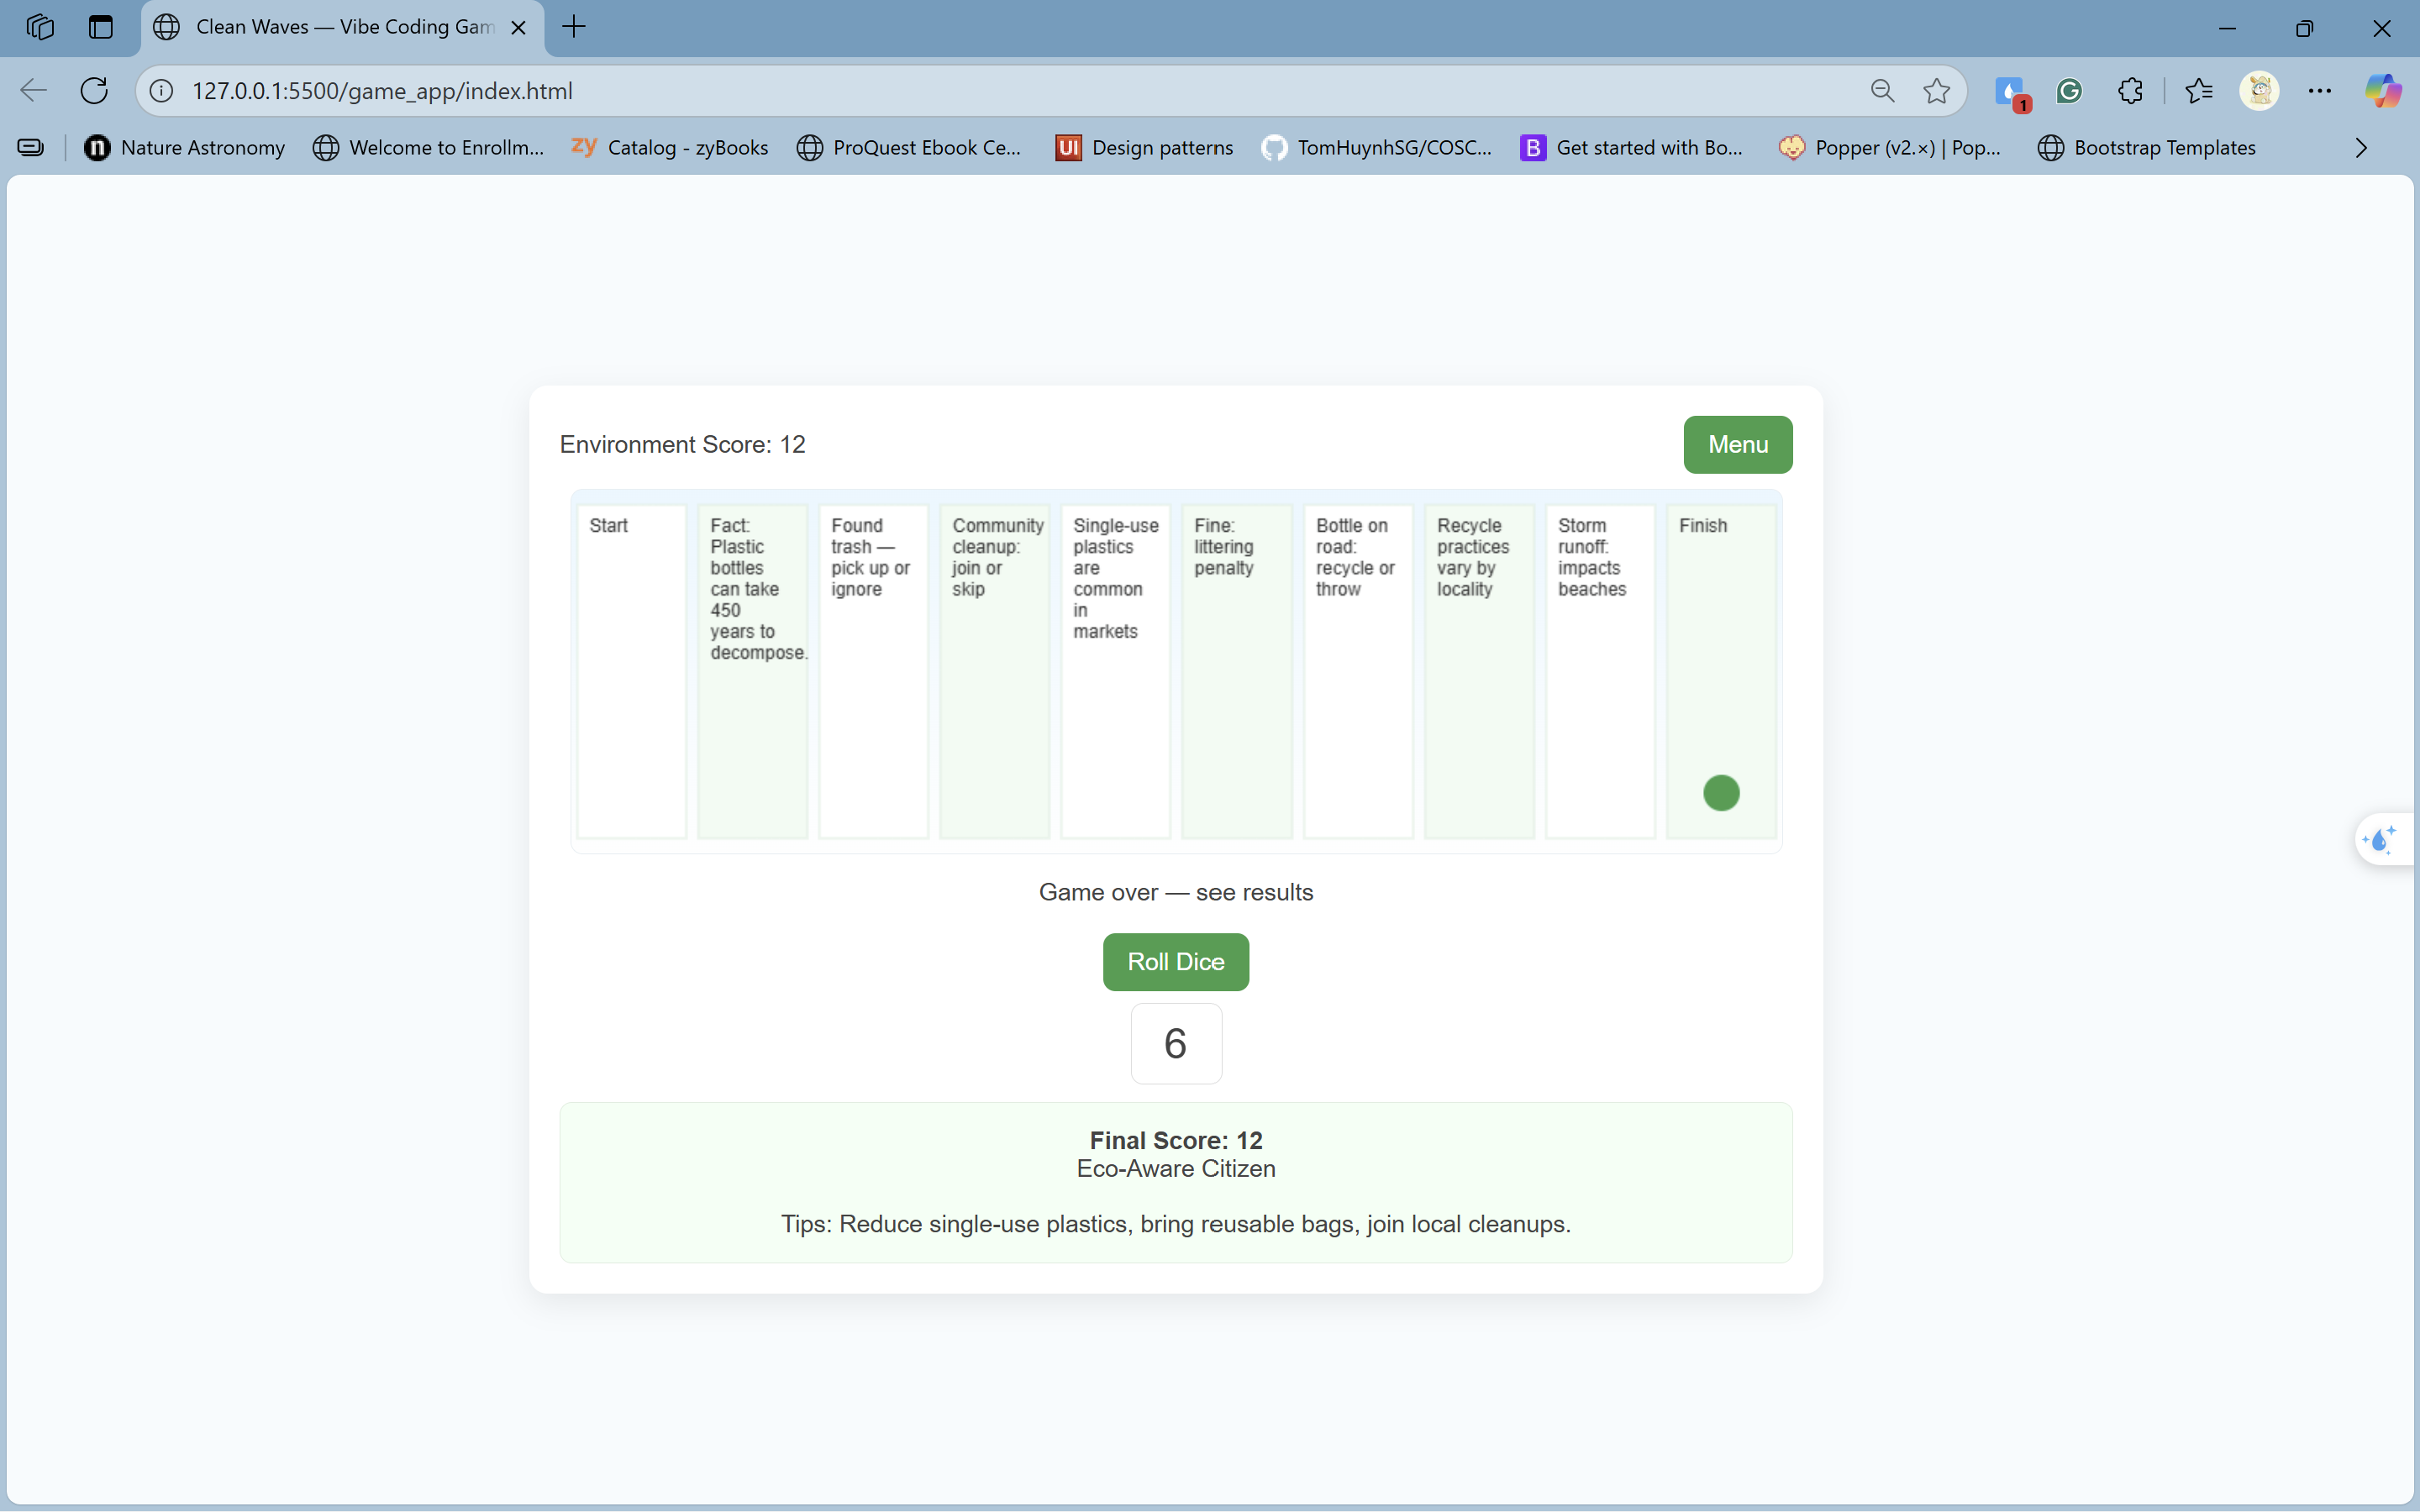 Clean Waves — Vibe Coding Gam
127.0.0.1:5500/game_app/index.html
1
Nature Astronomy
Welcome to Enrollm...
zy Catalog - zyBooks
ProQuest Ebook Ce...
UI Design patterns
TomHuynhSG/COSC...
B Get started with Bo...
Popper (v2.×) | Pop...
Bootstrap Templates
Environment Score: 12
Menu
Start
Fact:
Plastic
bottles
can take
450
years to
decompose.
Found
trash —
pick up or
ignore
Community
cleanup:
join or
skip
Single-use
plastics
are
common
in
markets
Fine:
littering
penalty
Bottle on
road:
recycle or
throw
Recycle
practices
vary by
locality
Storm
runoff:
impacts
beaches
Finish
Game over — see results
Roll Dice
6
Final Score: 12
Eco-Aware Citizen
Tips: Reduce single-use plastics, bring reusable bags, join local cleanups.